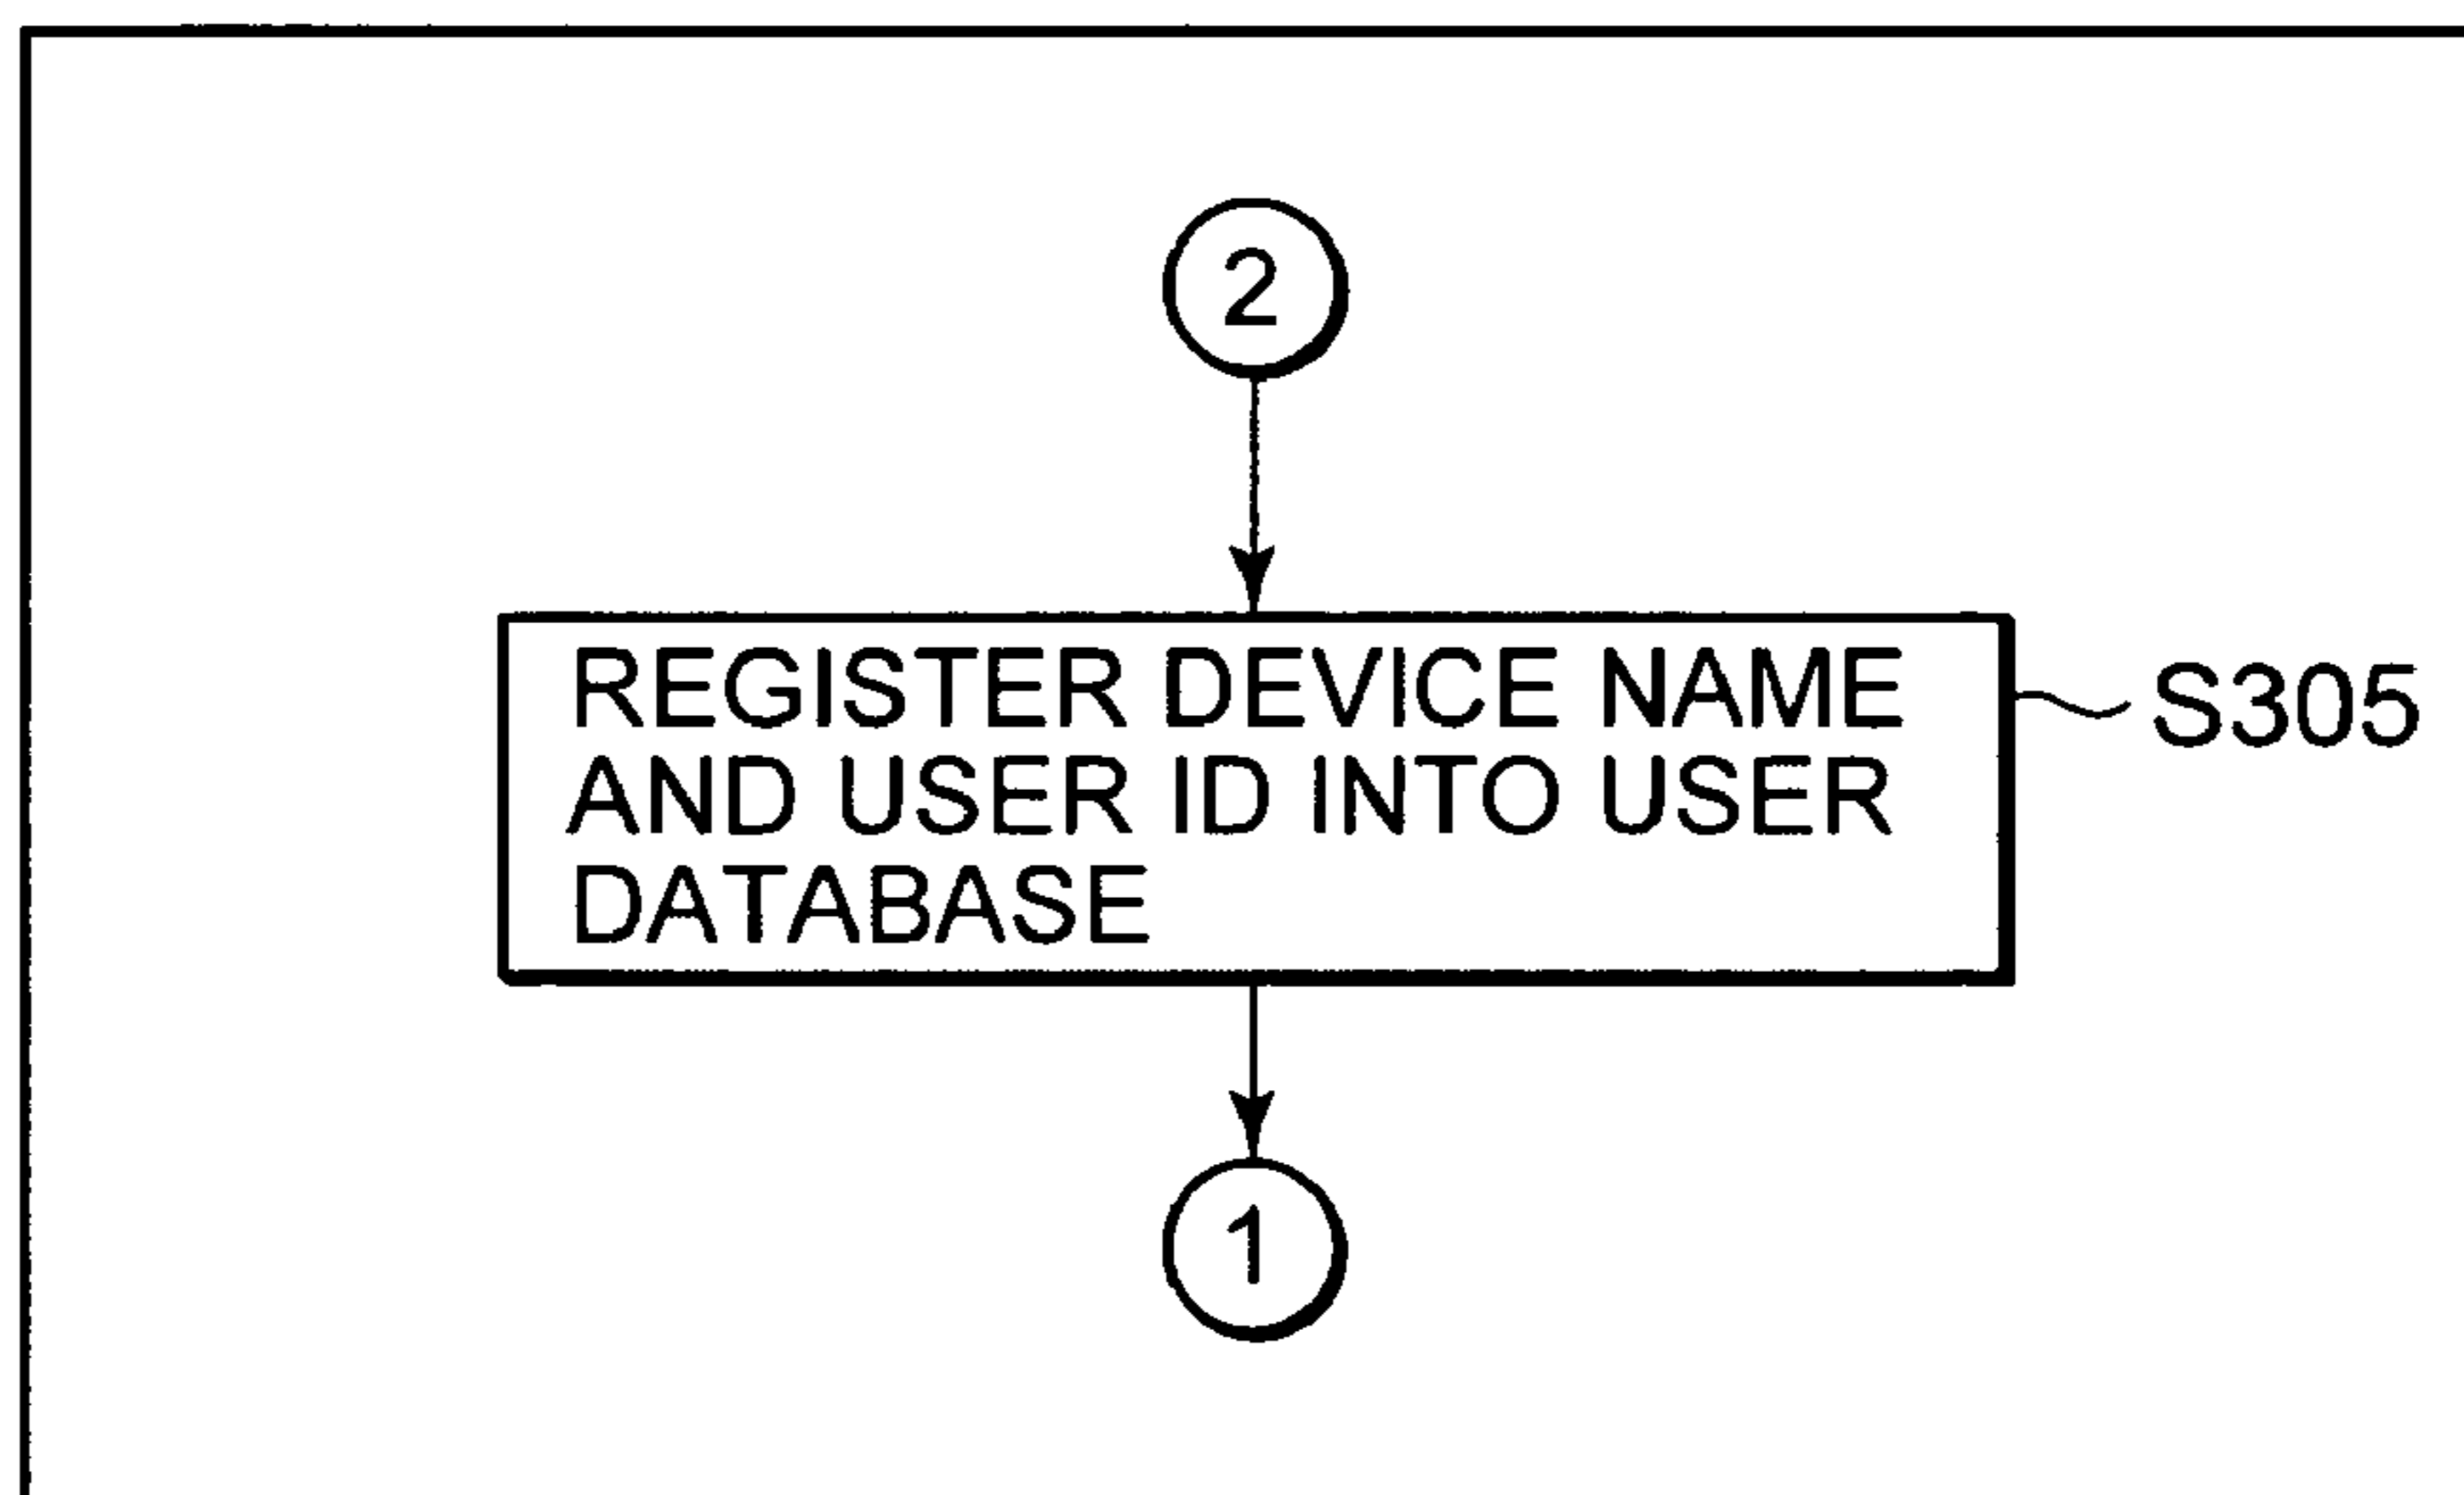 2
REGISTER DEVICE NAME
AND USER ID INTO USER
DATABASE
S305
1